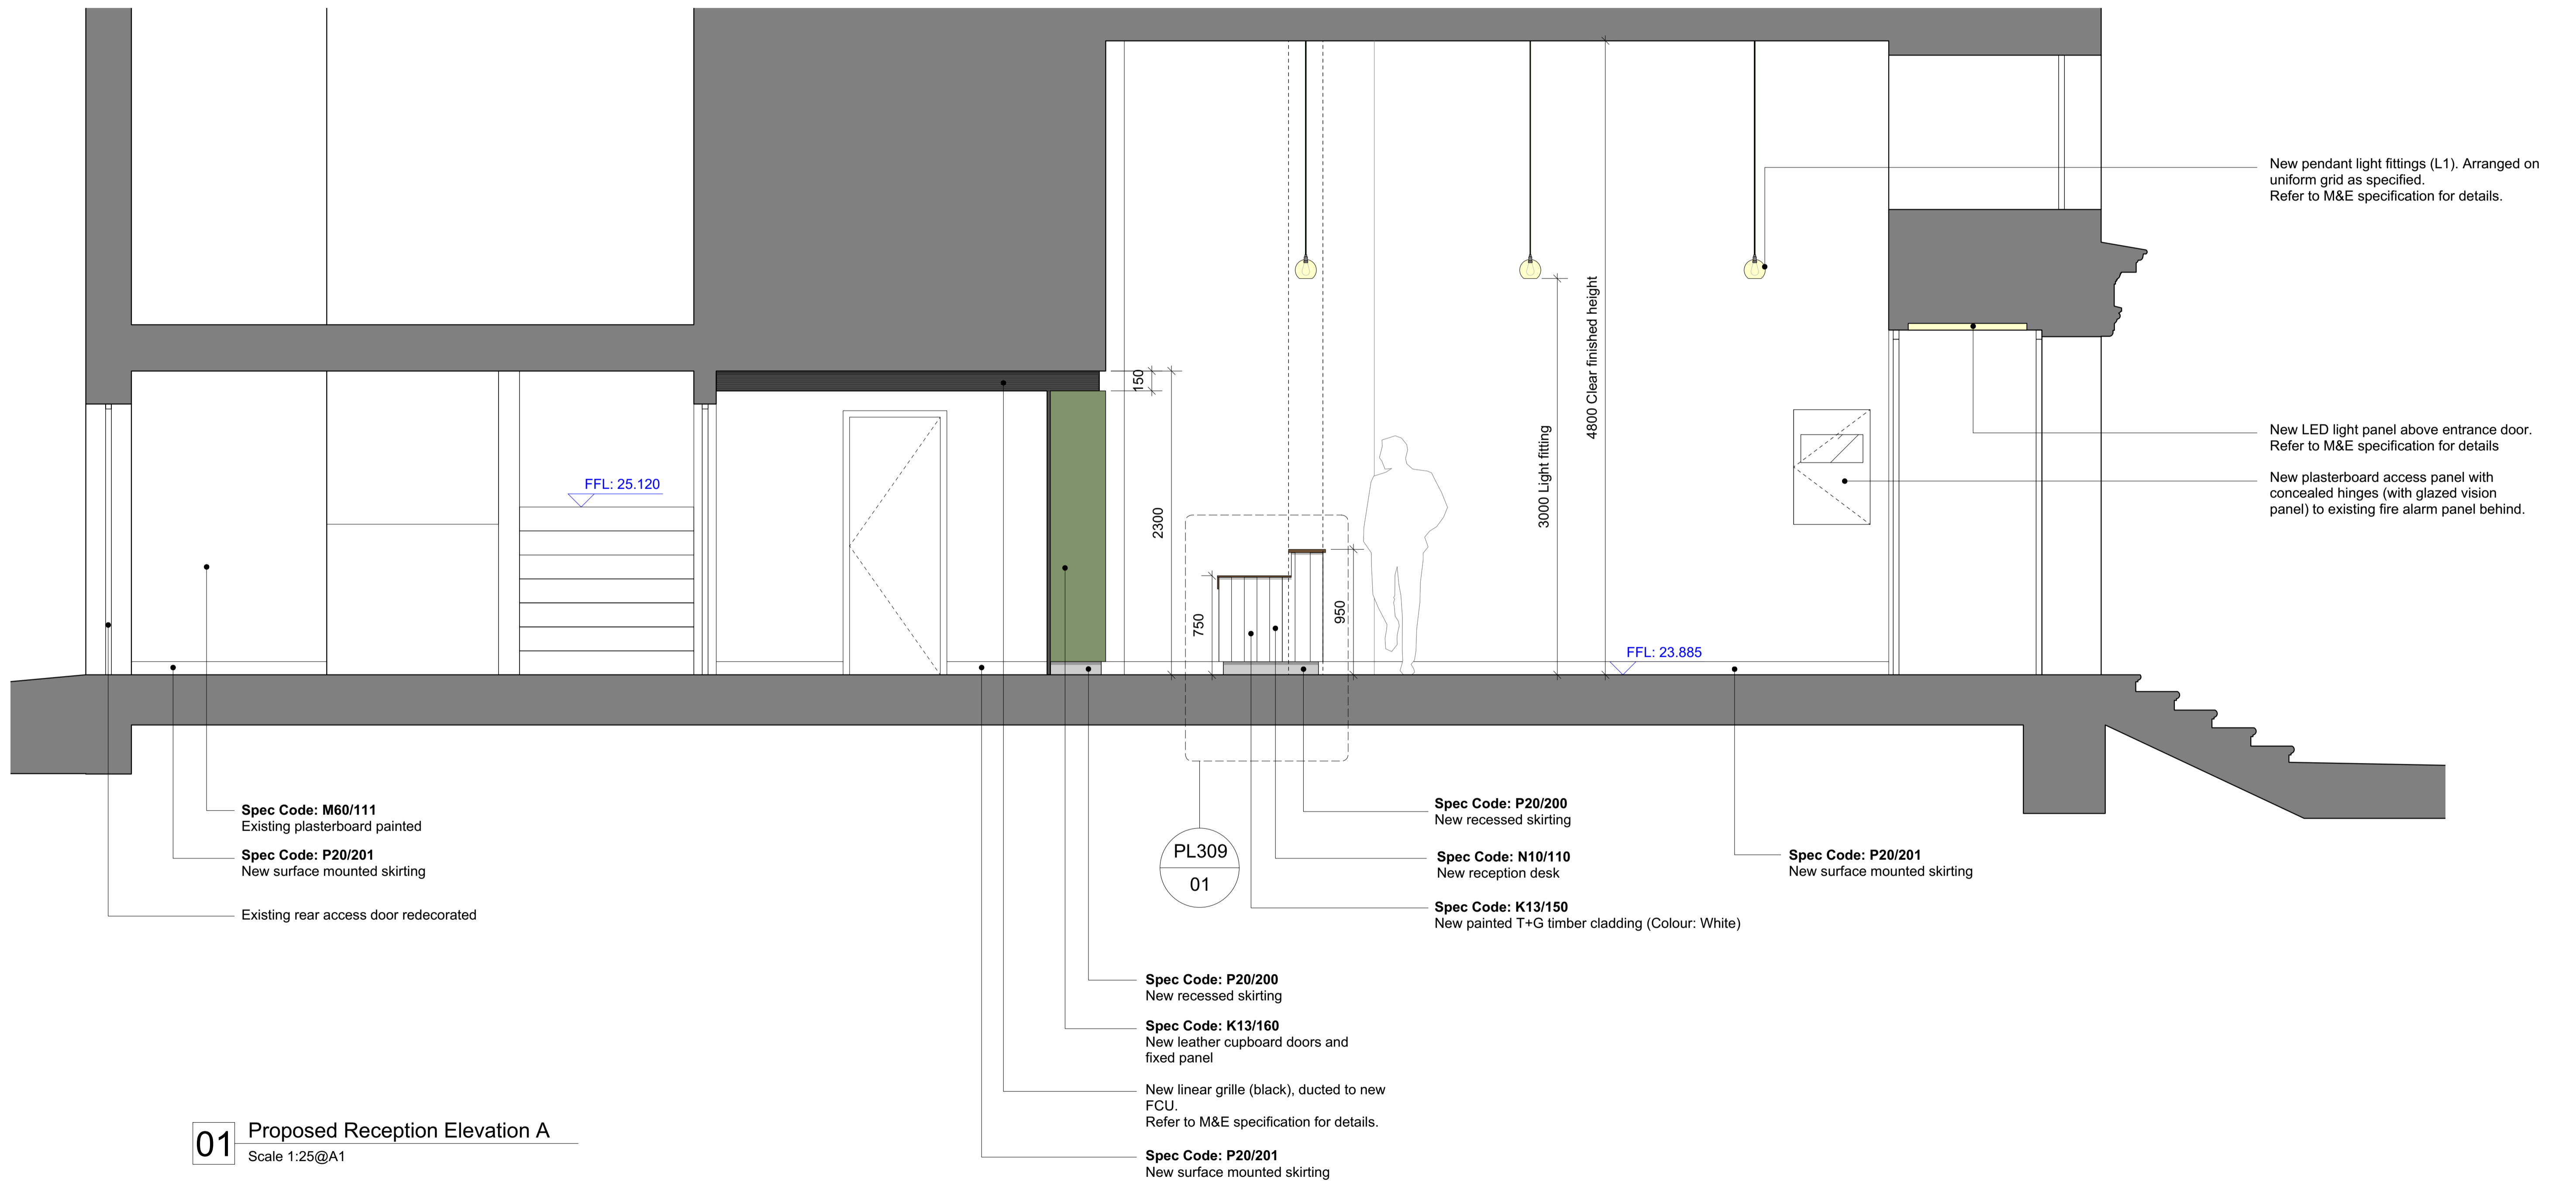 New pendant light fittings (L1). Arranged on
uniform grid as specified.
Refer to M&E specification for details.
150
4800 Clear finished height
3000 Light fitting
New LED light panel above entrance door.
Refer to M&E specification for details
New plasterboard access panel with
concealed hinges (with glazed vision
panel) to existing fire alarm panel behind.
FFL: 25.120
2300
750
950
FFL: 23.885
Spec Code: M60/111
Existing plasterboard painted
Spec Code: P20/201
New surface mounted skirting
Existing rear access door redecorated
PL309
01
Spec Code: P20/200
New recessed skirting
Spec Code: N10/110
New reception desk
Spec Code: K13/150
New painted T+G timber cladding (Colour: White)
Spec Code: P20/201
New surface mounted skirting
Spec Code: P20/200
New recessed skirting
Spec Code: K13/160
New leather cupboard doors and
fixed panel
New linear grille (black), ducted to new
FCU.
Refer to M&E specification for details.
Spec Code: P20/201
New surface mounted skirting
01
Proposed Reception Elevation A
Scale 1:25@A1